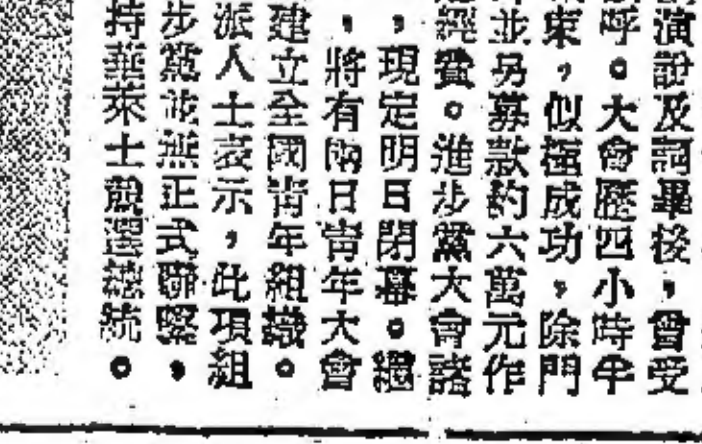 演說及詞畢後，曾受
呼。大會歷四小時半
束，似極成功，除門
並另募款約六萬元作
經費。進步黨大會諸
，現定明日閉幕。繼
，將有兩日青年大會
建立全國青年組織。
派人士表示，此項組
步黨並無正式聯繫，
持華萊士競選總統。